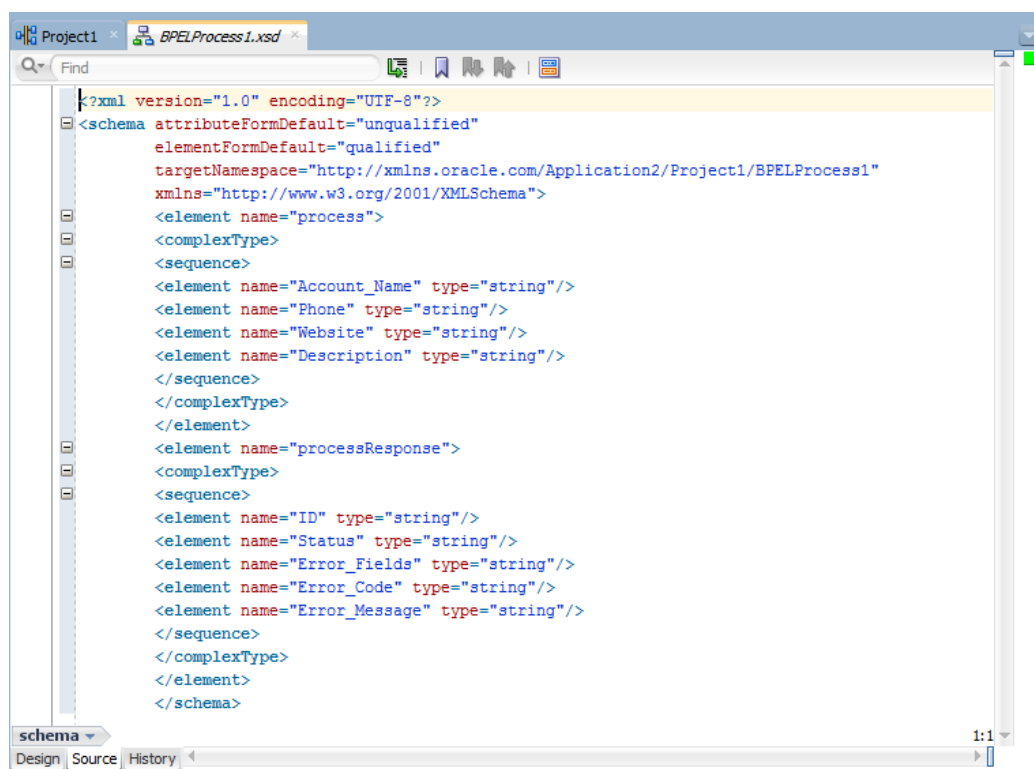 Project1
BPELProcess1.xsd
Find
<?xml version="1.0" encoding="UTF-8"?>
<schema attributeFormDefault="unqualified"
elementFormDefault="qualified"
targetNamespace="http://xmlns.oracle.com/Application2/Project1/BPELProcess1"
xmlns="http://www.w3.org/2001/XMLSchema">
<element name="process">
<complexType>
<sequence>
<element name="Account_Name" type="string"/>
<element name="Phone" type="string"/>
<element name="Website" type="string"/>
<element name="Description" type="string"/>
</sequence>
</complexType>
</element>
<element name="processResponse">
<complexType>
<sequence>
<element name="ID" type="string"/>
<element name="Status" type="string"/>
<element name="Error_Fields" type="string"/>
<element name="Error_Code" type="string"/>
<element name="Error_Message" type="string"/>
</sequence>
</complexType>
</element>
</schema>
schema 1:1
Design Source History